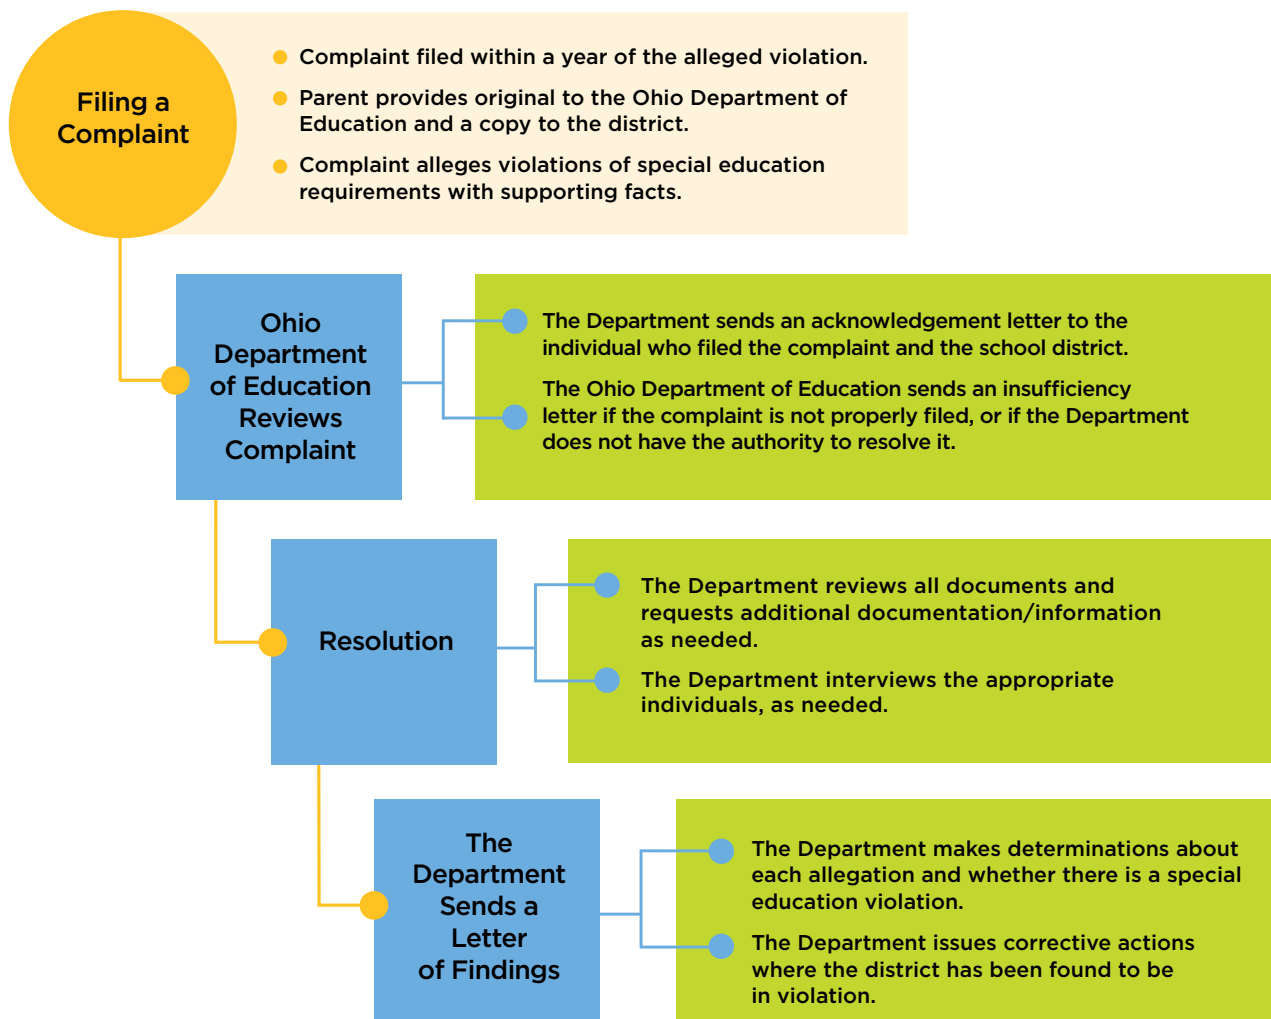 Filing a
Complaint
Complaint filed within a year of the alleged violation.
Parent provides original to the Ohio Department of
Education and a copy to the district.
Complaint alleges violations of special education
requirements with supporting facts.
Ohio
Department
of Education
Reviews
Complaint
The Department sends an acknowledgement letter to the
individual who filed the complaint and the school district.
The Ohio Department of Education sends an insufficiency
letter if the complaint is not properly filed, or if the Department
does not have the authority to resolve it.
Resolution
The Department reviews all documents and
requests additional documentation/information
as needed.
The Department interviews the appropriate
individuals, as needed.
The
Department
Sends a
Letter
of Findings
The Department makes determinations about
each allegation and whether there is a special
education violation.
The Department issues corrective actions
where the district has been found to be
in violation.